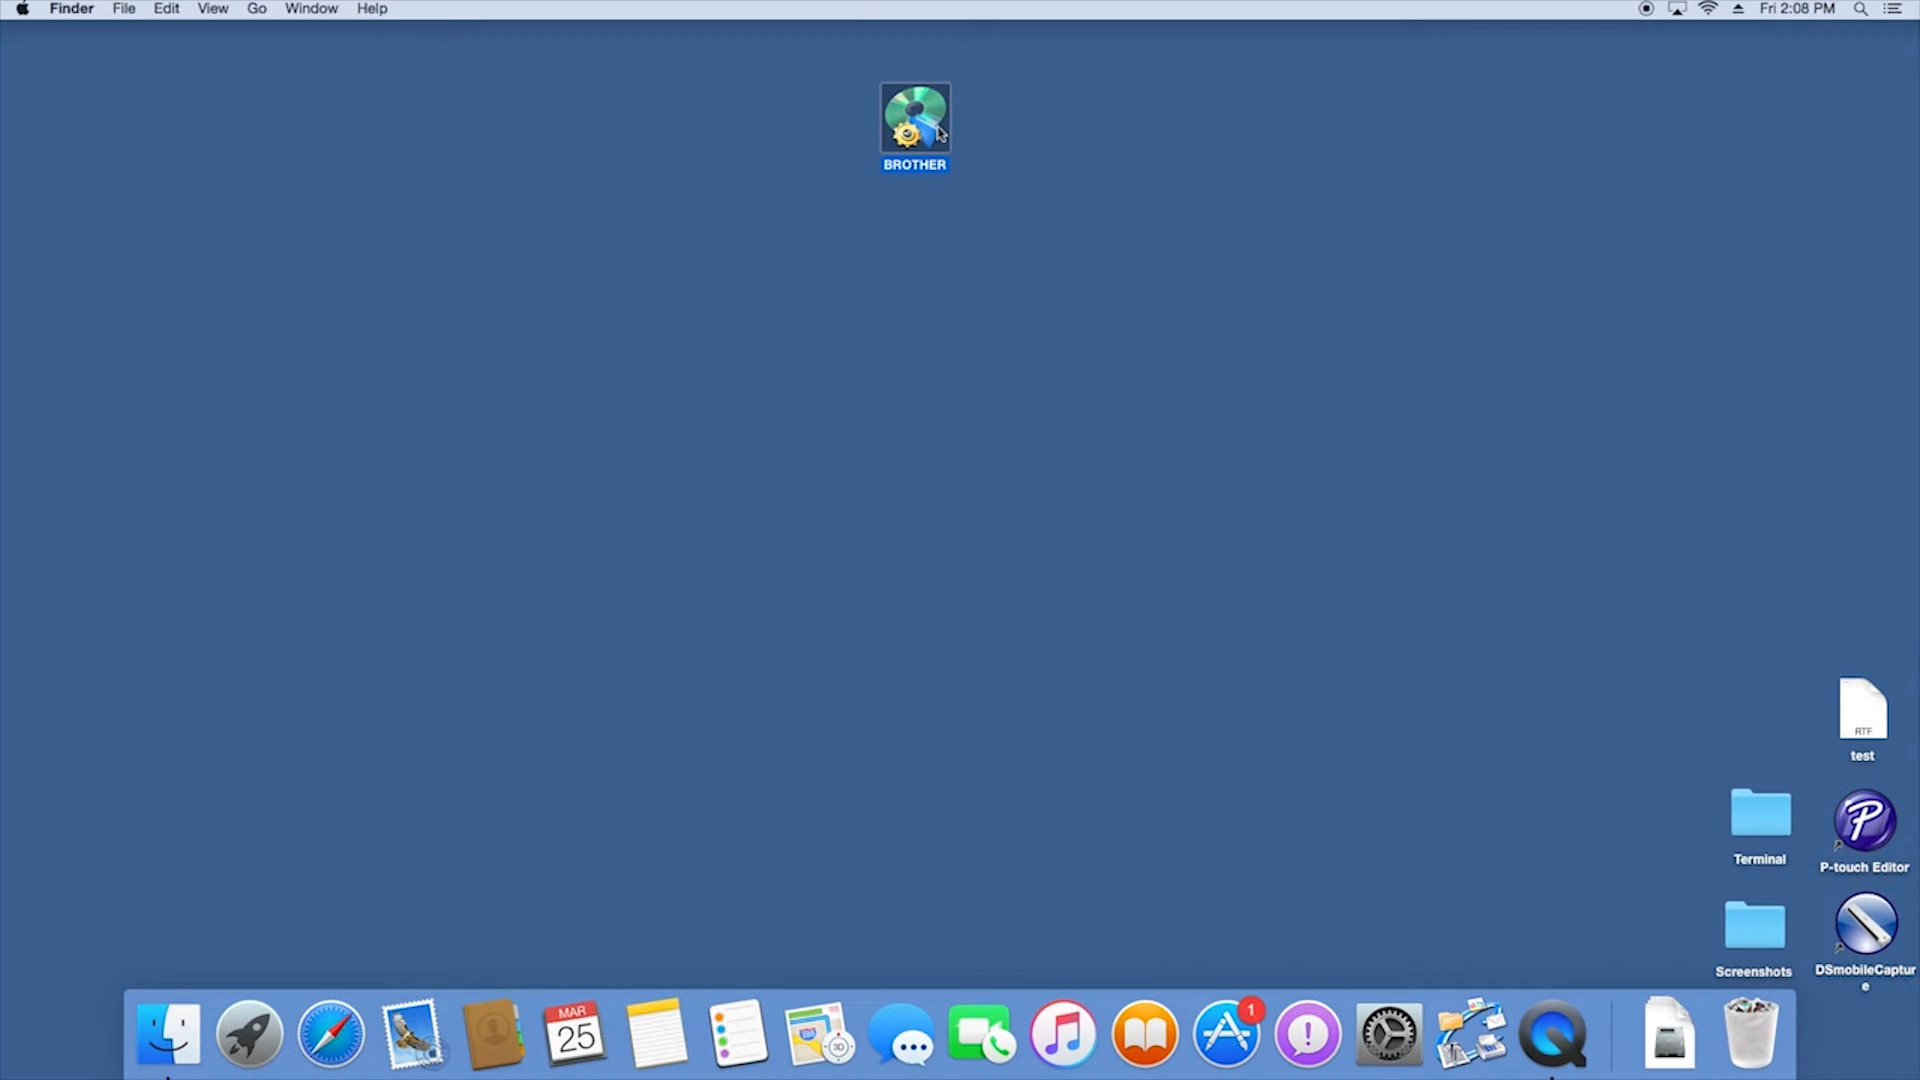 Finder File Edit View Go Window Help
Fri 2:08 PM
BROTHER
RTF
test
Terminal
P-touch Editor
Screenshots
DSmobileCaptur
e
MAR
25
3D
1